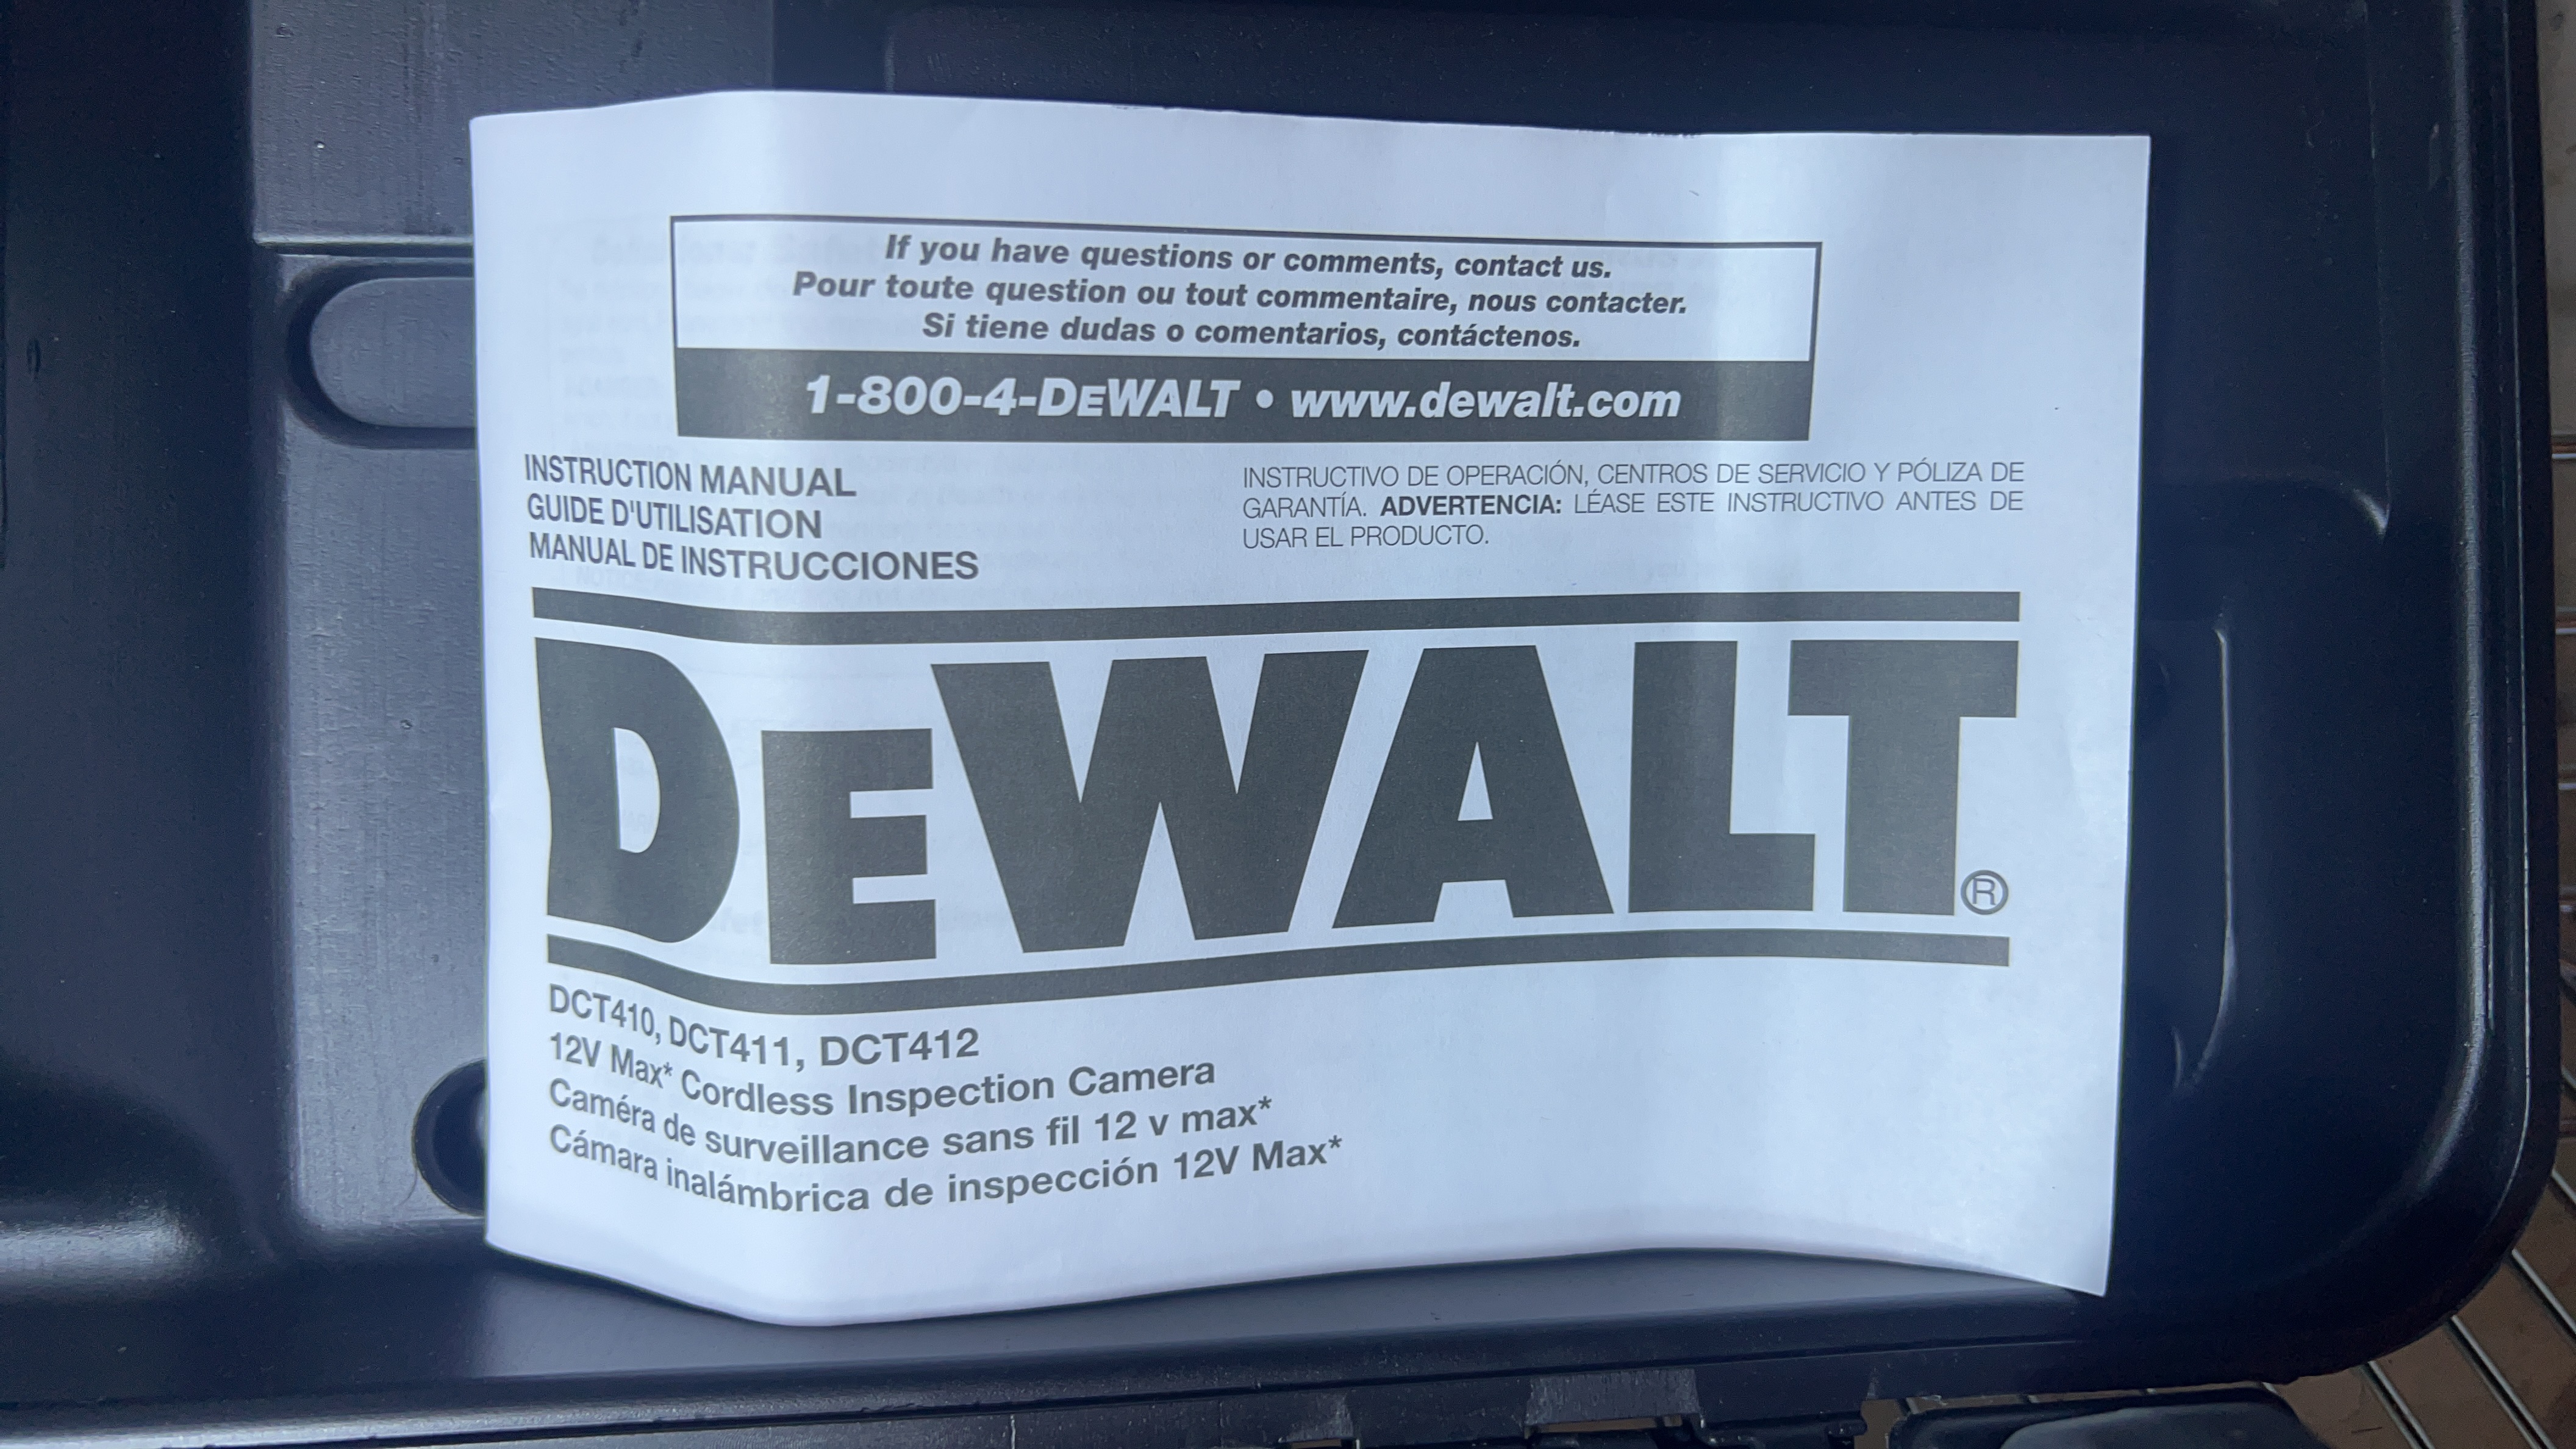 If you have questions or comments, contact us.
Pour toute question ou tout commentaire, nous contacter.
Si tiene dudas o comentarios, contáctenos.
1-800-4-DEWALT • www.dewalt.com
INSTRUCTION MANUAL
GUIDE D'UTILISATION
MANUAL DE INSTRUCCIONES
INSTRUCTIVO DE OPERACIÓN, CENTROS DE SERVICIO Y PÓLIZA DE
GARANTÍA. ADVERTENCIA: LÉASE ESTE INSTRUCTIVO ANTES DE
USAR EL PRODUCTO.
DEWALT®
DCT410, DCT411, DCT412
12V Max* Cordless Inspection Camera
Caméra de surveillance sans fil 12 v max*
Cámara inalámbrica de inspección 12V Max*